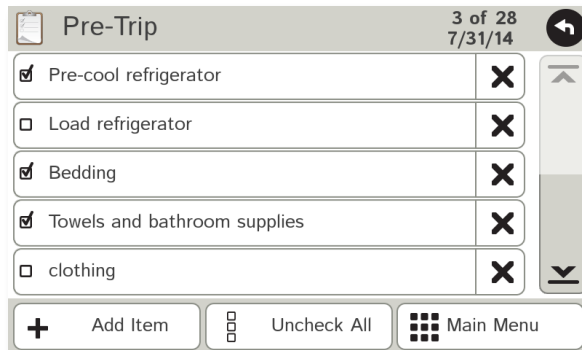 Pre-Trip
3 of 28
7/31/14
Pre-cool refrigerator
Load refrigerator
Bedding
Towels and bathroom supplies
clothing
Add Item
Uncheck All
Main Menu